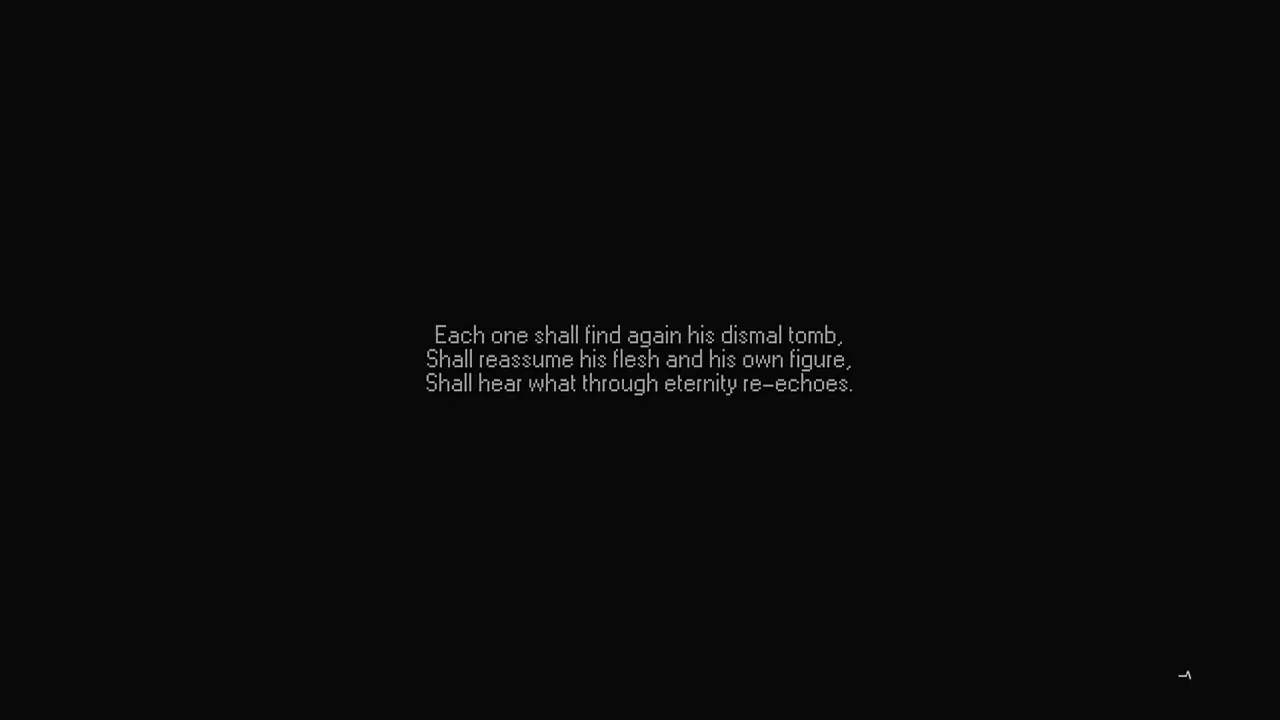 Each one shall find again his dismal tomb,
Shall reassume his flesh and his own figure,
Shall hear what through eternity re-echoes.